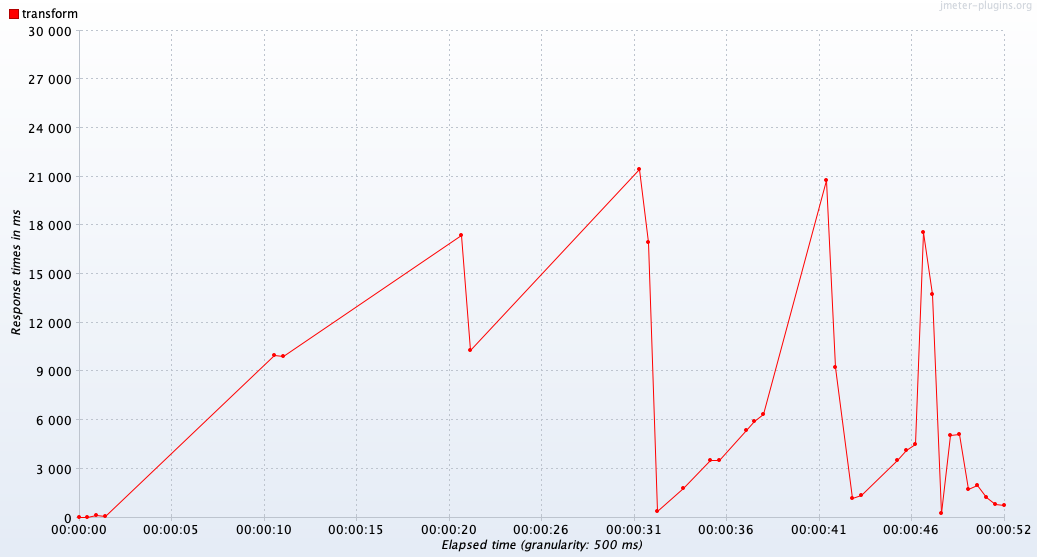 jmeter-plugins.org
transform
30 000
27 000
24 000
21 000
18 000
15 000
12 000
9 000
6 000
3 000
0
Response times in ms
00:00:00 00:00:05 00:00:10 00:00:15 00:00:20 00:00:26 00:00:31 00:00:36 00:00:41 00:00:46 00:00:52
Elapsed time (granularity: 500 ms)